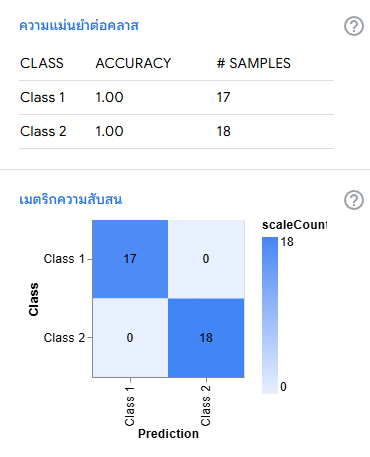 ความแม่นยำต่อคลาส
CLASS ACCURACY # SAMPLES
Class 1 1.00 17
Class 2 1.00 18
เมตริกความสับสน
scaleCount
18
Class 1 17 0
Class
Class 2 0 18
0
Class 1 Class 2
Prediction